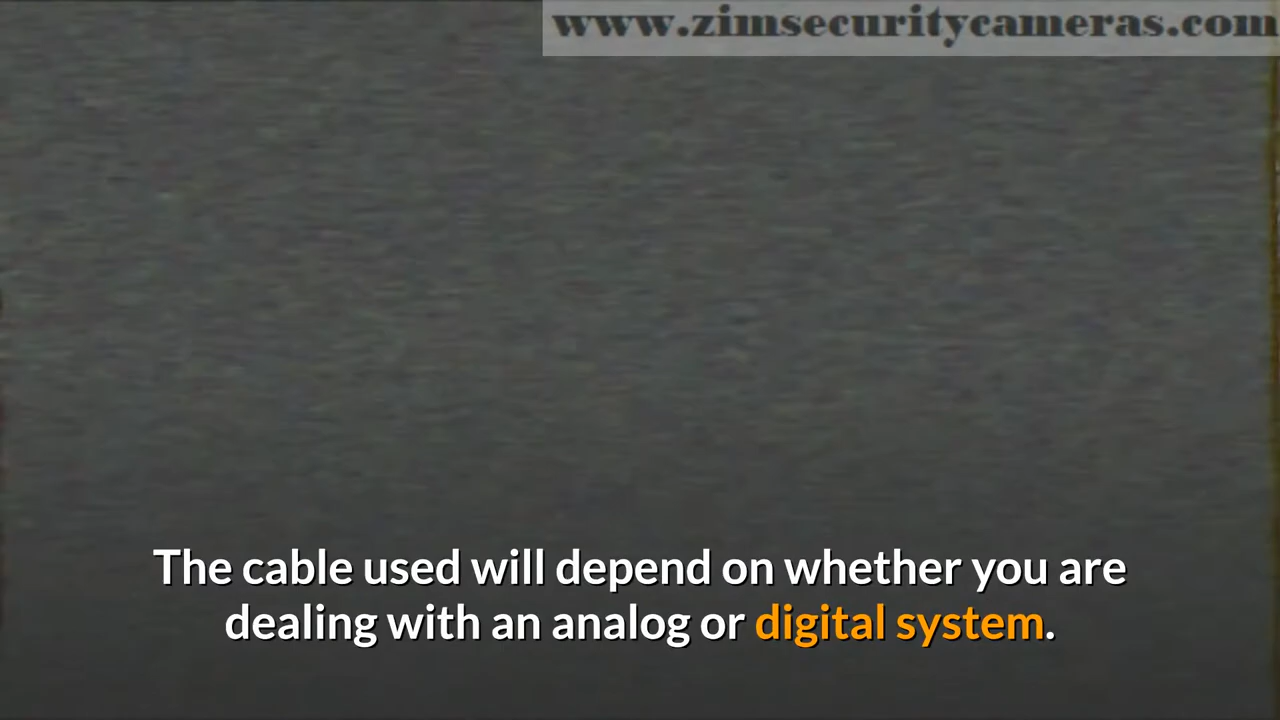 www.zimsecuritycameras.com
The cable used will depend on whether you are
dealing with an analog or digital system.